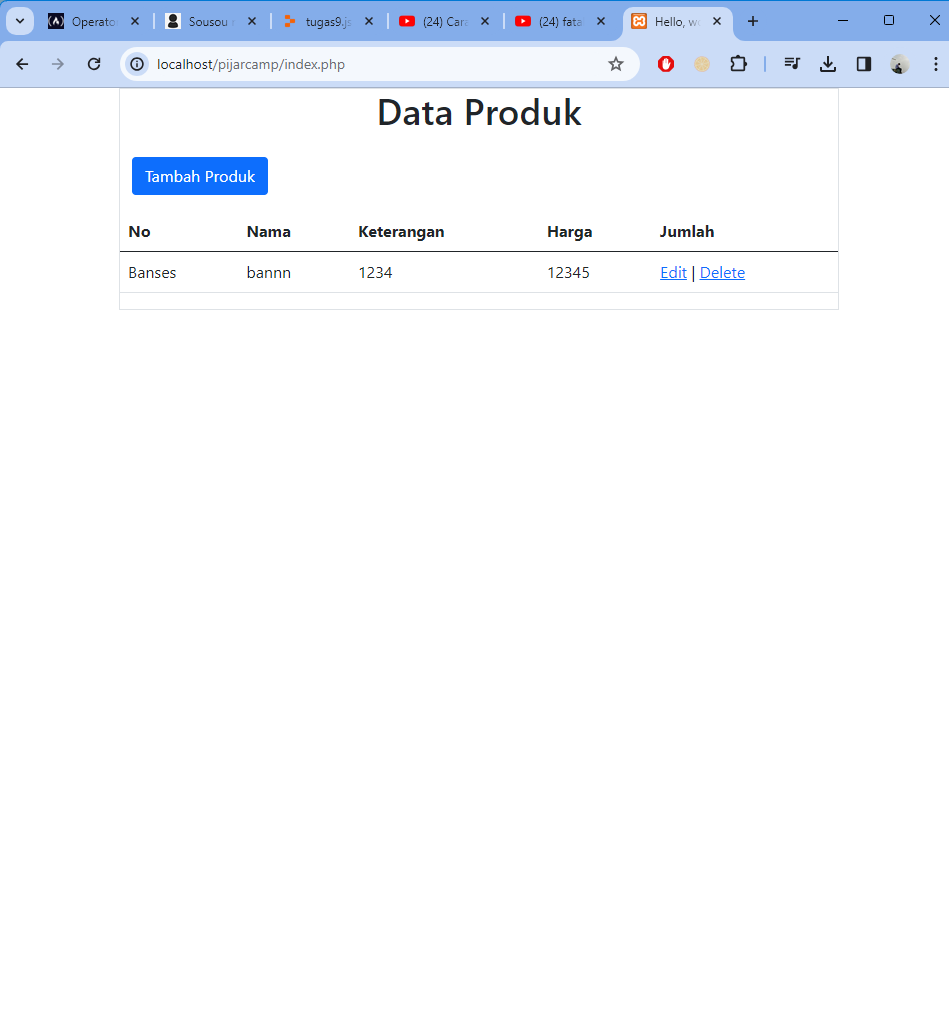 Operato
Sousou
tugas9.js
(24) Cara
(24) fata
Hello, w
localhost/pijarcamp/index.php
Data Produk
Tambah Produk
No Nama Keterangan Harga Jumlah
Banses bannn 1234 12345 Edit | Delete